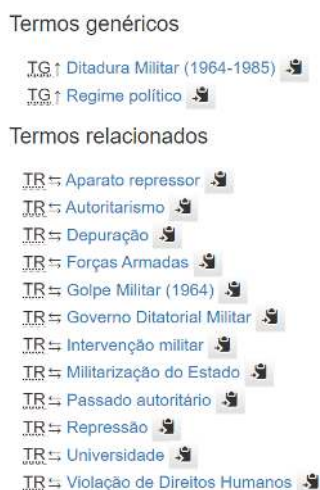 Termos genéricos
TG ↑ Ditadura Militar (1964-1985)
TG ↑ Regime político
Termos relacionados
TR ⇆ Aparato repressor
TR ⇆ Autoritarismo
TR ⇆ Depuração
TR ⇆ Forças Armadas
TR ⇆ Golpe Militar (1964)
TR ⇆ Governo Ditatorial Militar
TR ⇆ Intervenção militar
TR ⇆ Militarização do Estado
TR ⇆ Passado autoritário
TR ⇆ Repressão
TR ⇆ Universidade
TR ⇆ Violação de Direitos Humanos